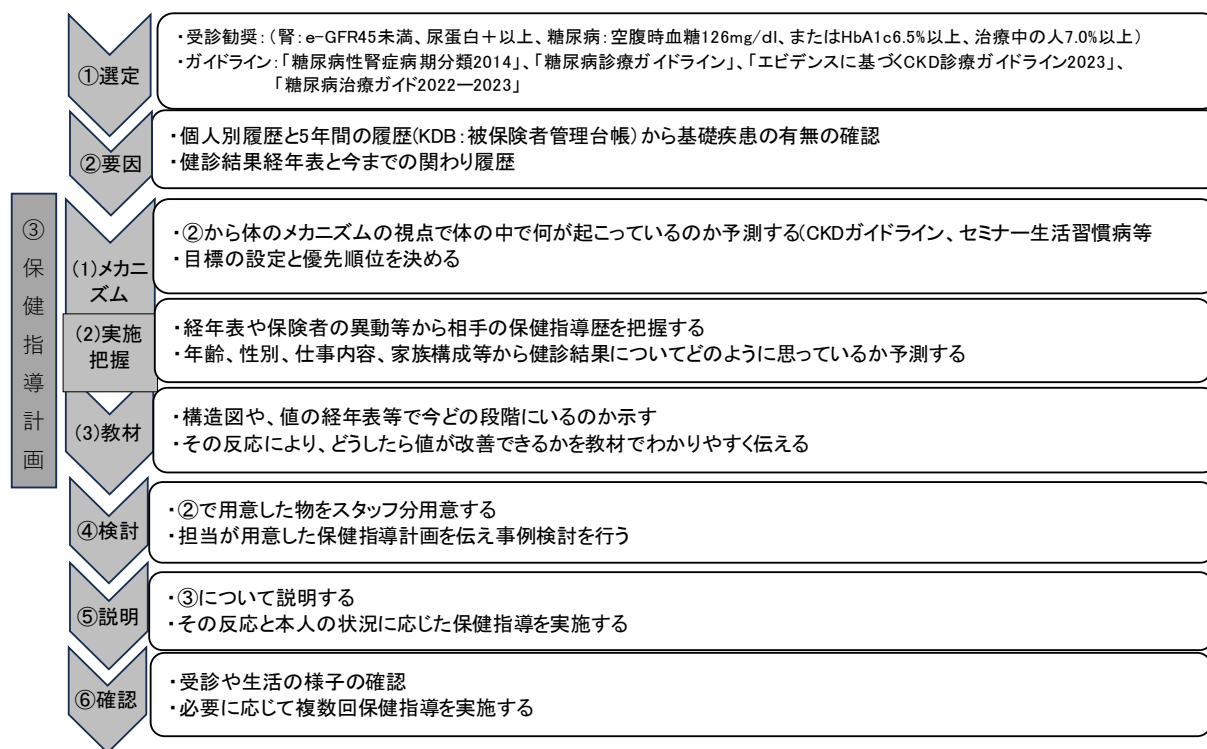 ①選定
・受診勧奨：（腎：e-GFR45未満、尿蛋白＋以上、糖尿病：空腹時血糖126mg/dl、またはHbA1c6.5%以上、治療中の人7.0%以上）
・ガイドライン：「糖尿病性腎症病期分類2014」、「糖尿病診療ガイドライン」、「エビデンスに基づくCKD診療ガイドライン2023」、
「糖尿病治療ガイド2022ー2023」
②要因
・個人別履歴と5年間の履歴(KDB：被保険者管理台帳)から基礎疾患の有無の確認
・健診結果経年表と今までの関わり履歴
③保健指導計画
(1)メカニ
ズム
・②から体のメカニズムの視点で体の中で何が起こっているのか予測する(CKDガイドライン、セミナー生活習慣病等
・目標の設定と優先順位を決める
(2)実施
把握
・経年表や保険者の異動等から相手の保健指導歴を把握する
・年齢、性別、仕事内容、家族構成等から健診結果についてどのように思っているか予測する
(3)教材
・構造図や、値の経年表等で今どの段階にいるのか示す
・その反応により、どうしたら値が改善できるかを教材でわかりやすく伝える
④検討
・②で用意した物をスタッフ分用意する
・担当が用意した保健指導計画を伝え事例検討を行う
⑤説明
・③について説明する
・その反応と本人の状況に応じた保健指導を実施する
⑥確認
・受診や生活の様子の確認
・必要に応じて複数回保健指導を実施する